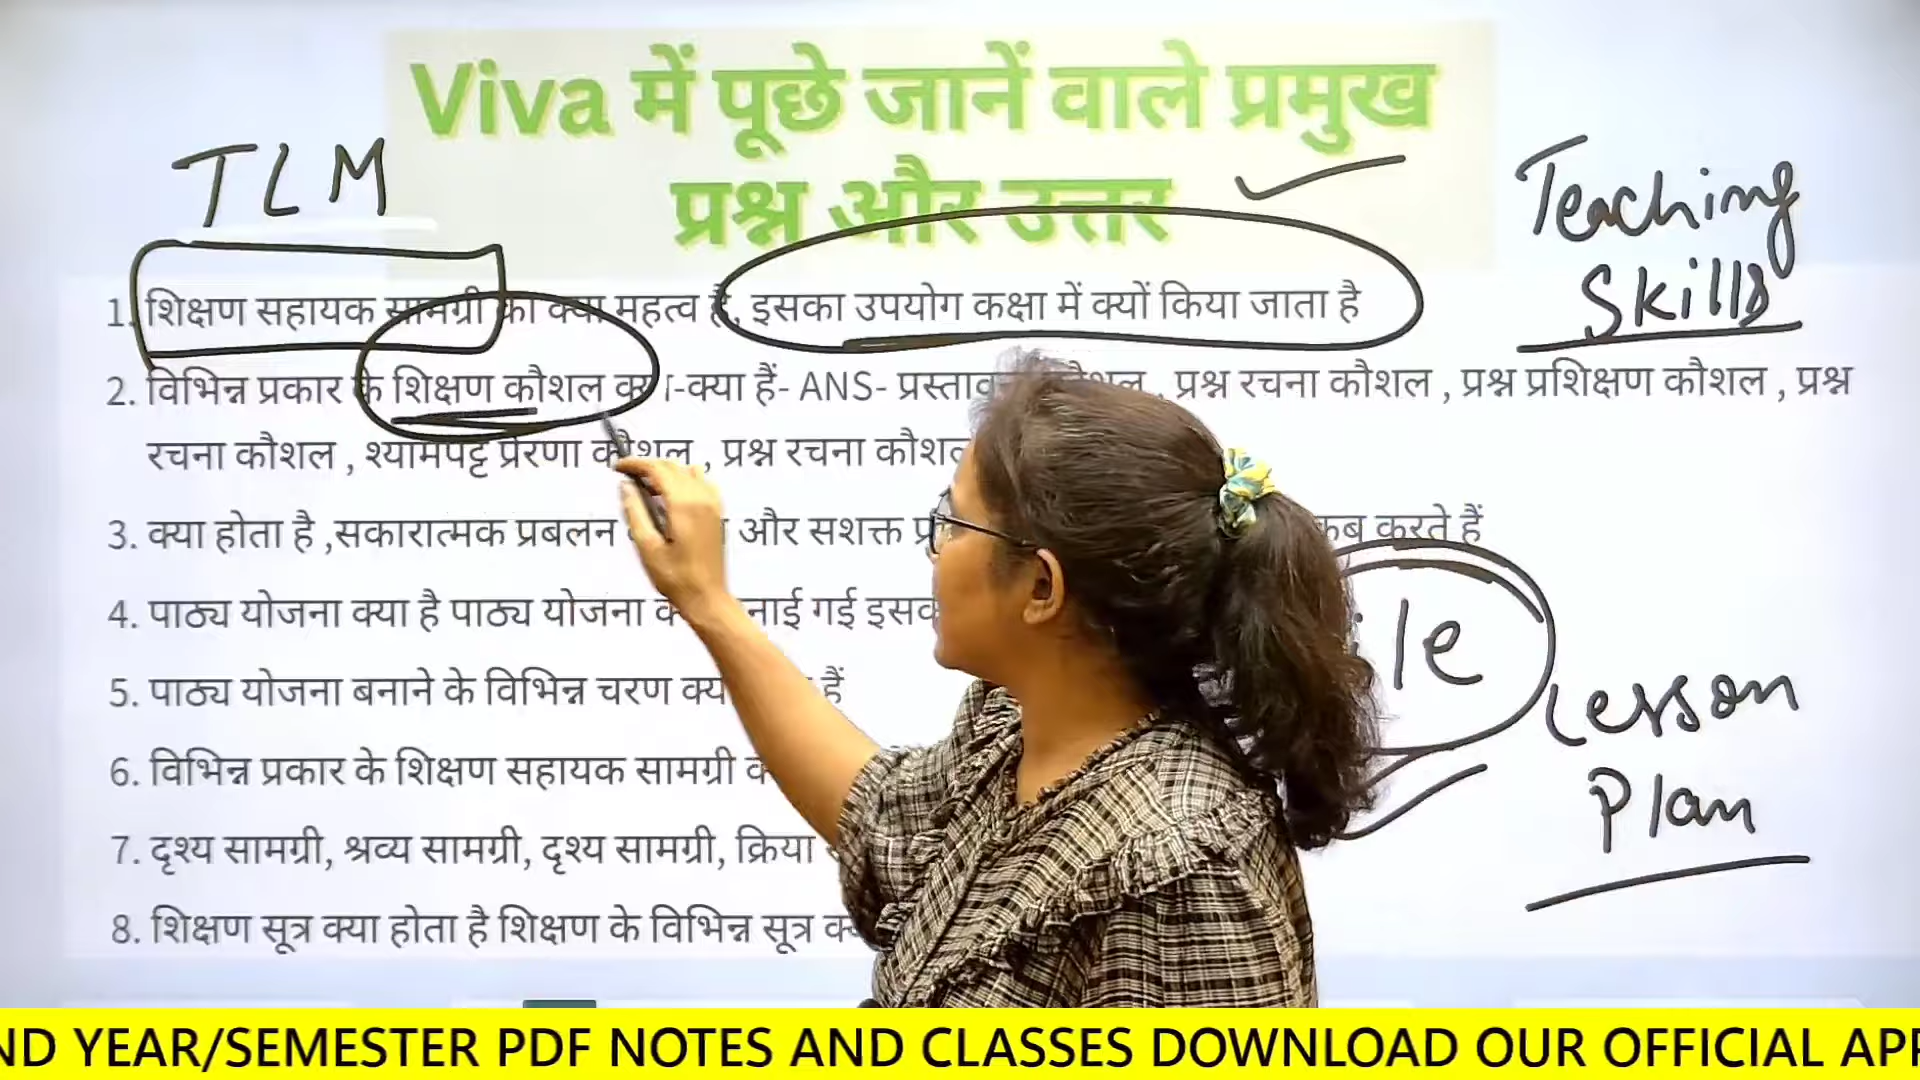 Viva में पूछे जानें वाले प्रमुख
प्रश्न और उत्तर
TLM
Teaching
Skills
1. शिक्षण सहायक सामग्री का क्या महत्व है, इसका उपयोग कक्षा में क्यों किया जाता है
2. विभिन्न प्रकार के शिक्षण कौशल क्या-क्या हैं- ANS- , प्रश्न रचना कौशल , प्रश्न प्रशिक्षण कौशल , प्रश्न
रचना कौशल , श्यामपट्ट प्रेरणा कौशल , प्रश्न रचना
3. क्या होता है ,सकारात्मक प्रबलन और सशक्त कब करते हैं
4. पाठ्य योजना क्या है पाठ्य योजना गई
5. पाठ्य योजना बनाने के विभिन्न चरण हैं
6. विभिन्न प्रकार के शिक्षण सहायक सामग्री
7. दृश्य सामग्री, श्रव्य सामग्री, दृश्य सामग्री, क्रिया
8. शिक्षण सूत्र क्या होता है शिक्षण के विभिन्न सूत्र
Lesson
Plan
ND YEAR/SEMESTER PDF NOTES AND CLASSES DOWNLOAD OUR OFFICIAL APP